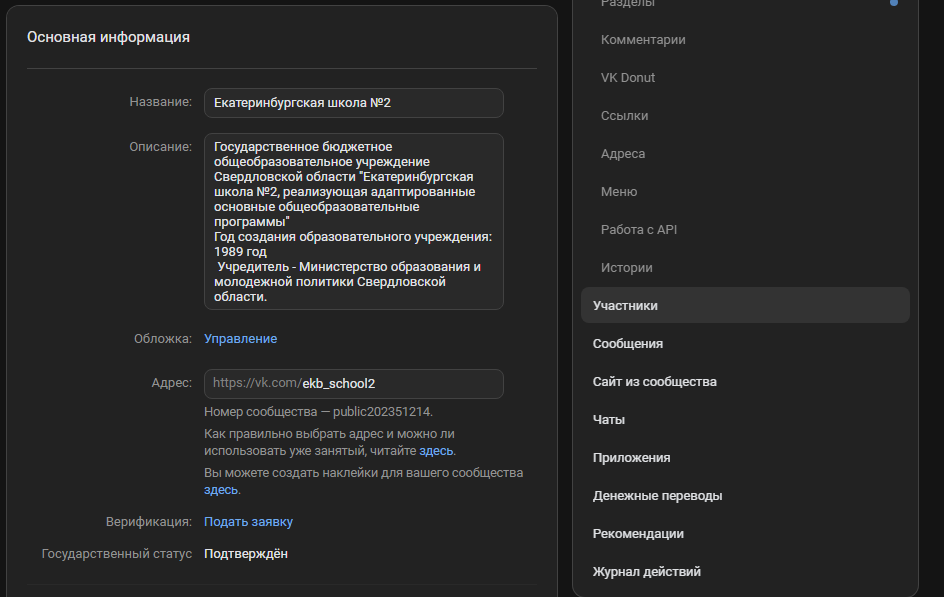 Основная информация
Название:
Екатеринбургская школа №2
Описание:
Государственное бюджетное
общеобразовательное учреждение
Свердловской области "Екатеринбургская
школа №2, реализующая адаптированные
основные общеобразовательные
программы"
Год создания образовательного учреждения:
1989 год
Учредитель - Министерство образования и
молодежной политики Свердловской
области.
Обложка:
Управление
Адрес:
https://vk.com/ekb_school2
Номер сообщества — public202351214.
Как правильно выбрать адрес и можно ли
использовать уже занятый, читайте здесь.
Вы можете создать наклейки для вашего сообщества
здесь.
Верификация:
Подать заявку
Государственный статус
Подтверждён
Разделы
Комментарии
VK Donut
Ссылки
Адреса
Меню
Работа с API
Истории
Участники
Сообщения
Сайт из сообщества
Чаты
Приложения
Денежные переводы
Рекомендации
Журнал действий